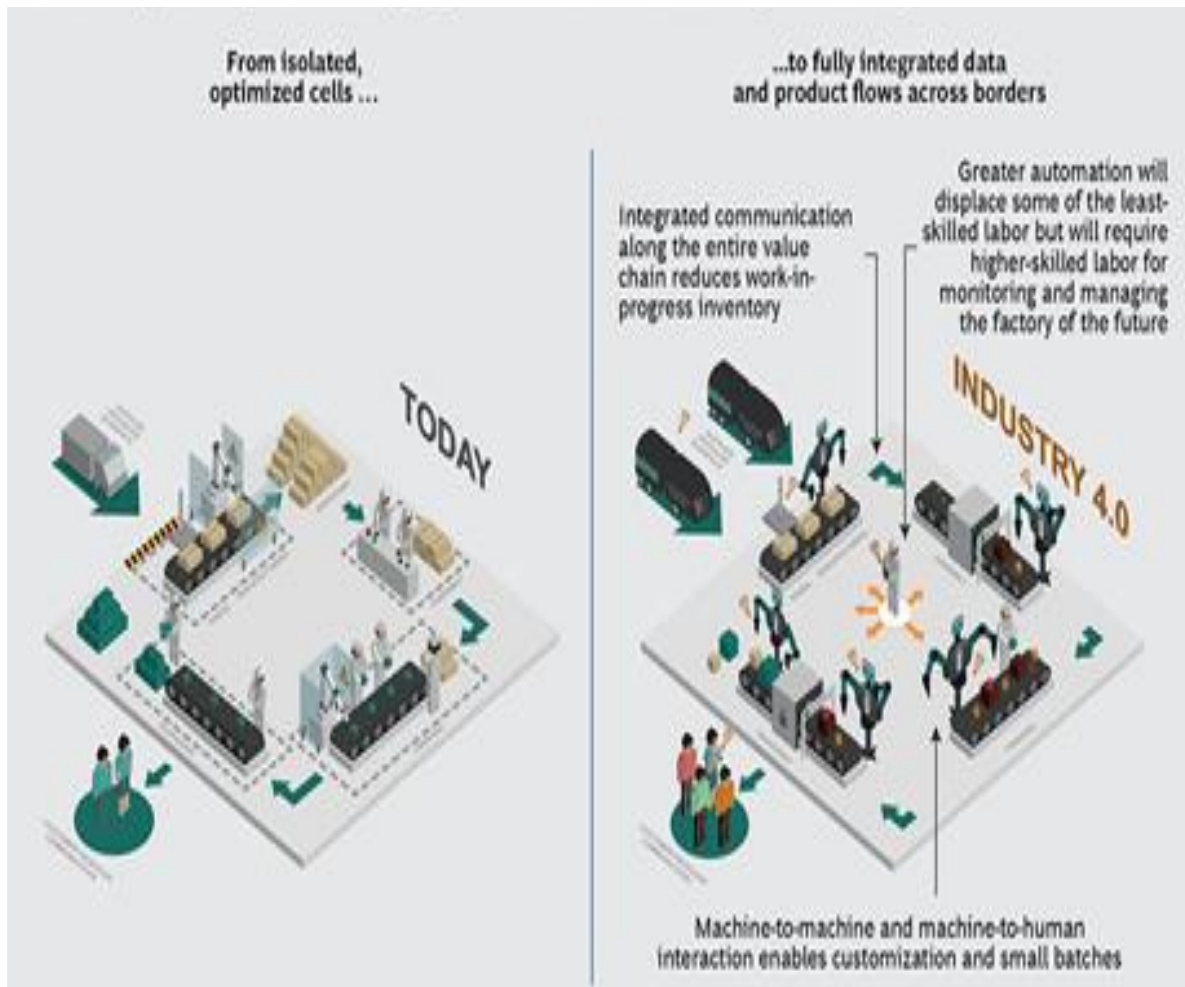 From isolated,
optimized cells ...
...to fully integrated data
and product flows across borders
Integrated communication
along the entire value
chain reduces work-in-
progress inventory
Greater automation will
displace some of the least-
skilled labor but will require
higher-skilled labor for
monitoring and managing
the factory of the future
TODAY
INDUSTRY 4.0
Machine-to-machine and machine-to-human
interaction enables customization and small batches